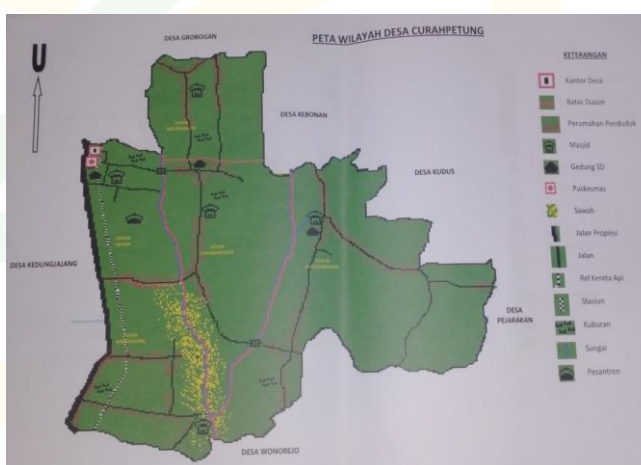 PETA WILAYAH DESA CURAHPETUNG
U
DESA GROBOGAN
DESA KEBONAN
DESA KUDUS
DESA KEDUNGJAJANG
DESA
PEJARAKAN
DESA WONOREJO
KETERANGAN
Kantor Desa
Batas Dusun
Perumahan Penduduk
Masjid
Gedung SD
Puskesmas
Sawah
Jalan Propinsi
Jalan
Rel Kereta Api
Stasiun
Kuburan
Sungai
Pesantren